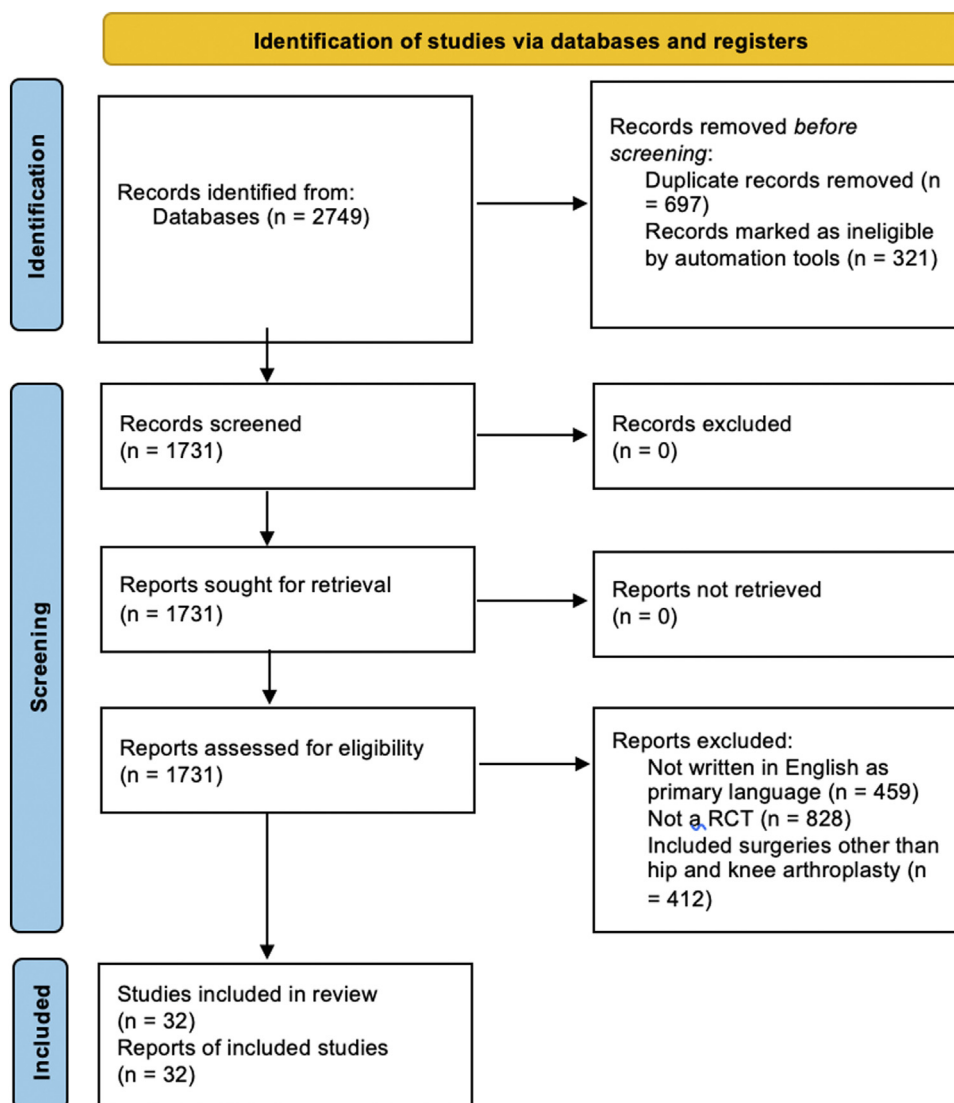 Identification of studies via databases and registers
Identification
Records identified from:
Databases (n = 2749)
Records removed before
screening:
Duplicate records removed (n
= 697)
Records marked as ineligible
by automation tools (n = 321)
Screening
Records screened
(n = 1731)
Records excluded
(n = 0)
Reports sought for retrieval
(n = 1731)
Reports not retrieved
(n = 0)
Reports assessed for eligibility
(n = 1731)
Reports excluded:
Not written in English as
primary language (n = 459)
Not a RCT (n = 828)
Included surgeries other than
hip and knee arthroplasty (n
= 412)
Included
Studies included in review
(n = 32)
Reports of included studies
(n = 32)